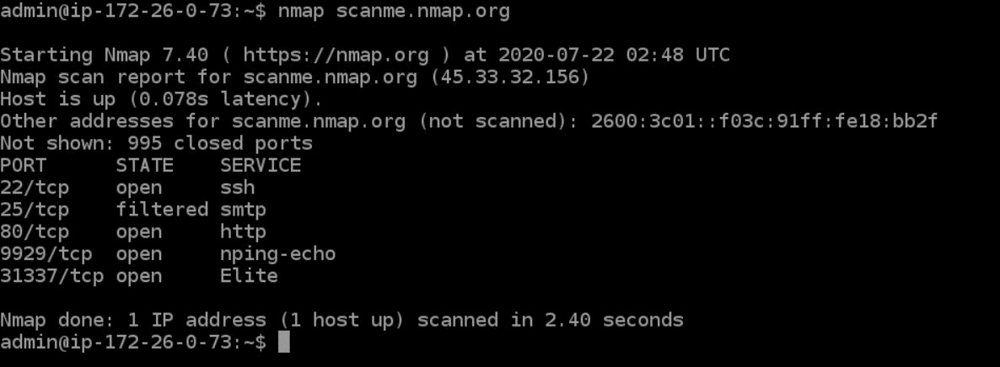 admin@ip-172-26-0-73:~$ nmap scanme.nmap.org
Starting Nmap 7.40 ( https://nmap.org ) at 2020-07-22 02:48 UTC
Nmap scan report for scanme.nmap.org (45.33.32.156)
Host is up (0.078s latency).
Other addresses for scanme.nmap.org (not scanned): 2600:3c01::f03c:91ff:fe18:bb2f
Not shown: 995 closed ports
PORT      STATE    SERVICE
22/tcp    open     ssh
25/tcp    filtered smtp
80/tcp    open     http
9929/tcp  open     nping-echo
31337/tcp open     Elite
Nmap done: 1 IP address (1 host up) scanned in 2.40 seconds
admin@ip-172-26-0-73:~$